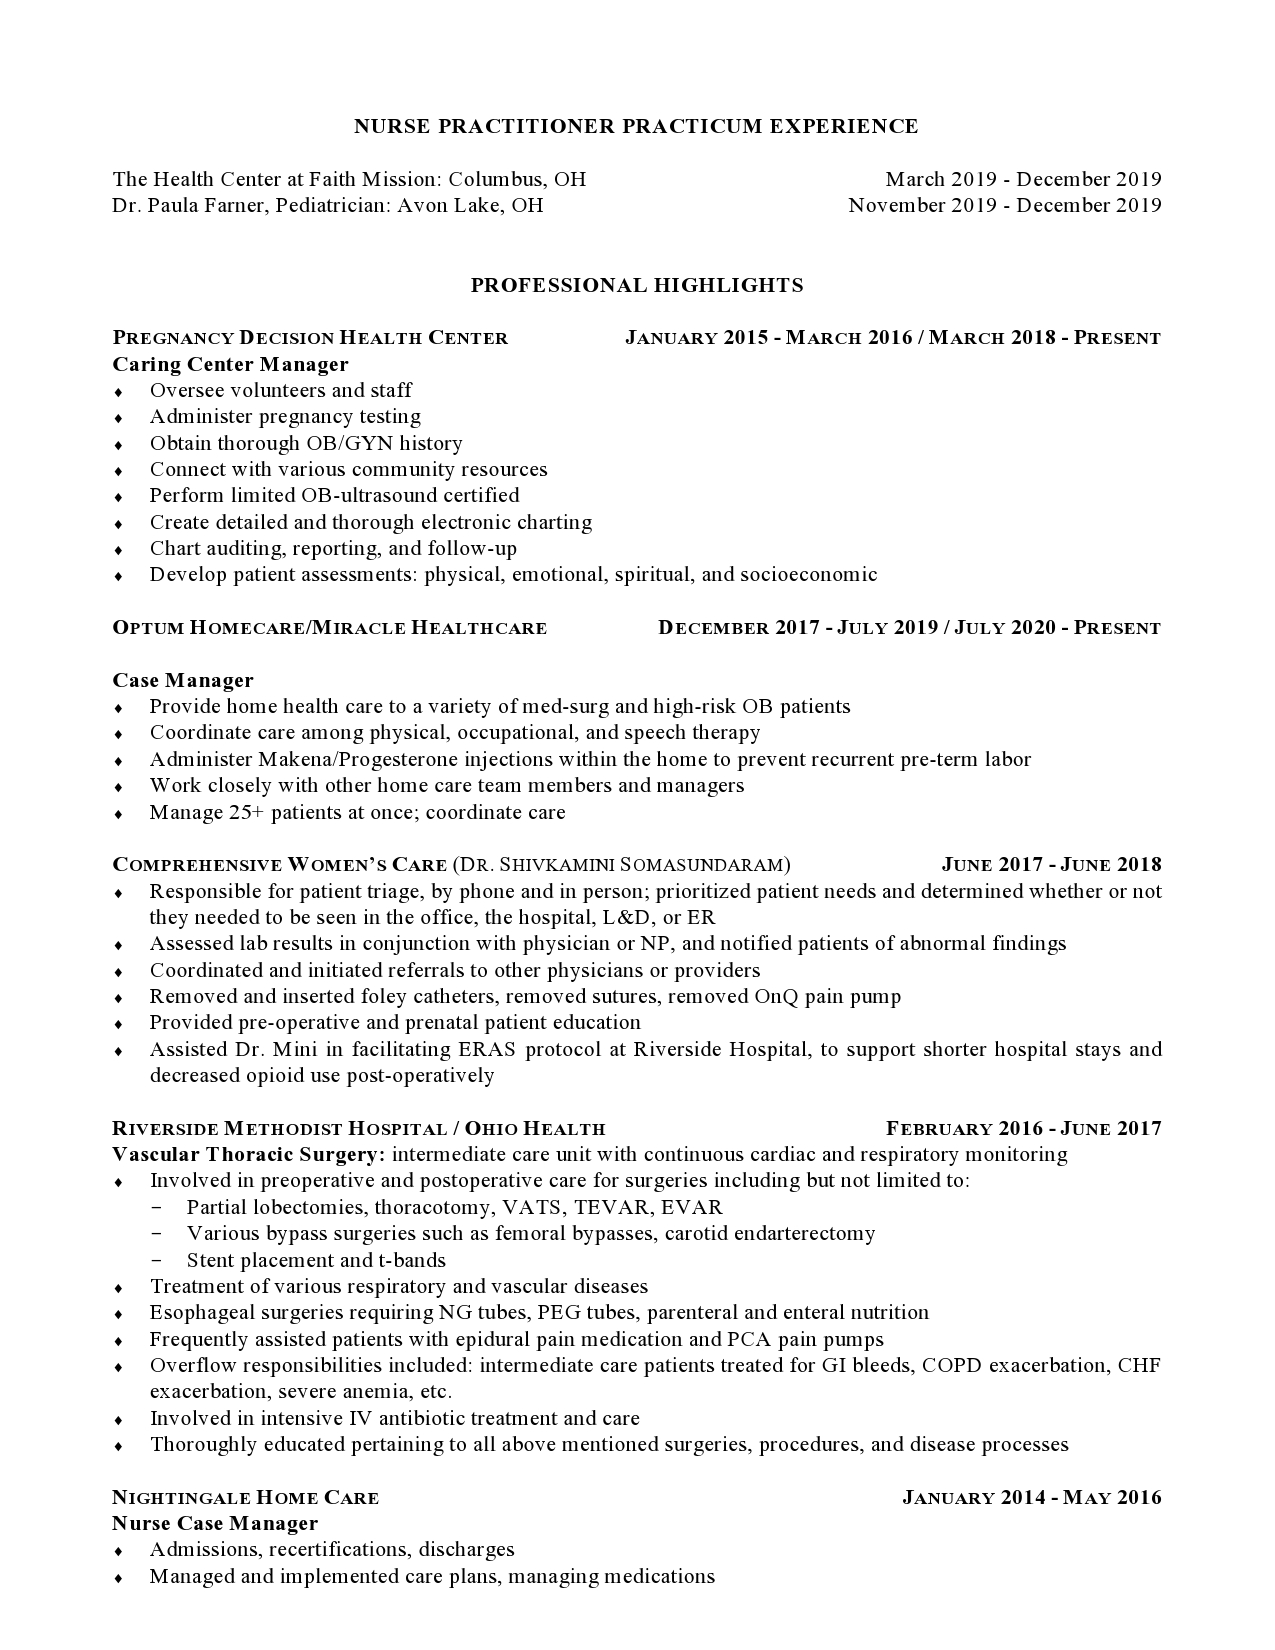 NURSE PRACTITIONER PRACTICUM EXPERIENCE
The Health Center at Faith Mission: Columbus, OH March 2019 - December 2019
Dr. Paula Farner, Pediatrician: Avon Lake, OH November 2019 - December 2019
PROFESSIONAL HIGHLIGHTS
PREGNANCY DECISION HEALTH CENTER JANUARY 2015 - MARCH 2016 / MARCH 2018 - PRESENT
Caring Center Manager
♦ Oversee volunteers and staff
♦ Administer pregnancy testing
♦ Obtain thorough OB/GYN history
♦ Connect with various community resources
♦ Perform limited OB-ultrasound certified
♦ Create detailed and thorough electronic charting
♦ Chart auditing, reporting, and follow-up
♦ Develop patient assessments: physical, emotional, spiritual, and socioeconomic
OPTUM HOMECARE/MIRACLE HEALTHCARE DECEMBER 2017 - JULY 2019 / JULY 2020 - PRESENT
Case Manager
♦ Provide home health care to a variety of med-surg and high-risk OB patients
♦ Coordinate care among physical, occupational, and speech therapy
♦ Administer Makena/Progesterone injections within the home to prevent recurrent pre-term labor
♦ Work closely with other home care team members and managers
♦ Manage 25+ patients at once; coordinate care
COMPREHENSIVE WOMEN'S CARE (DR. SHIVKAMINI SOMASUNDARAM) JUNE 2017 - JUNE 2018
♦ Responsible for patient triage, by phone and in person; prioritized patient needs and determined whether or not
they needed to be seen in the office, the hospital, L&D, or ER
♦ Assessed lab results in conjunction with physician or NP, and notified patients of abnormal findings
♦ Coordinated and initiated referrals to other physicians or providers
♦ Removed and inserted foley catheters, removed sutures, removed OnQ pain pump
♦ Provided pre-operative and prenatal patient education
♦ Assisted Dr. Mini in facilitating ERAS protocol at Riverside Hospital, to support shorter hospital stays and
decreased opioid use post-operatively
RIVERSIDE METHODIST HOSPITAL / OHIO HEALTH FEBRUARY 2016 - JUNE 2017
Vascular Thoracic Surgery: intermediate care unit with continuous cardiac and respiratory monitoring
♦ Involved in preoperative and postoperative care for surgeries including but not limited to:
− Partial lobectomies, thoracotomy, VATS, TEVAR, EVAR
− Various bypass surgeries such as femoral bypasses, carotid endarterectomy
− Stent placement and t-bands
♦ Treatment of various respiratory and vascular diseases
♦ Esophageal surgeries requiring NG tubes, PEG tubes, parenteral and enteral nutrition
♦ Frequently assisted patients with epidural pain medication and PCA pain pumps
♦ Overflow responsibilities included: intermediate care patients treated for GI bleeds, COPD exacerbation, CHF
exacerbation, severe anemia, etc.
♦ Involved in intensive IV antibiotic treatment and care
♦ Thoroughly educated pertaining to all above mentioned surgeries, procedures, and disease processes
NIGHTINGALE HOME CARE JANUARY 2014 - MAY 2016
Nurse Case Manager
♦ Admissions, recertifications, discharges
♦ Managed and implemented care plans, managing medications